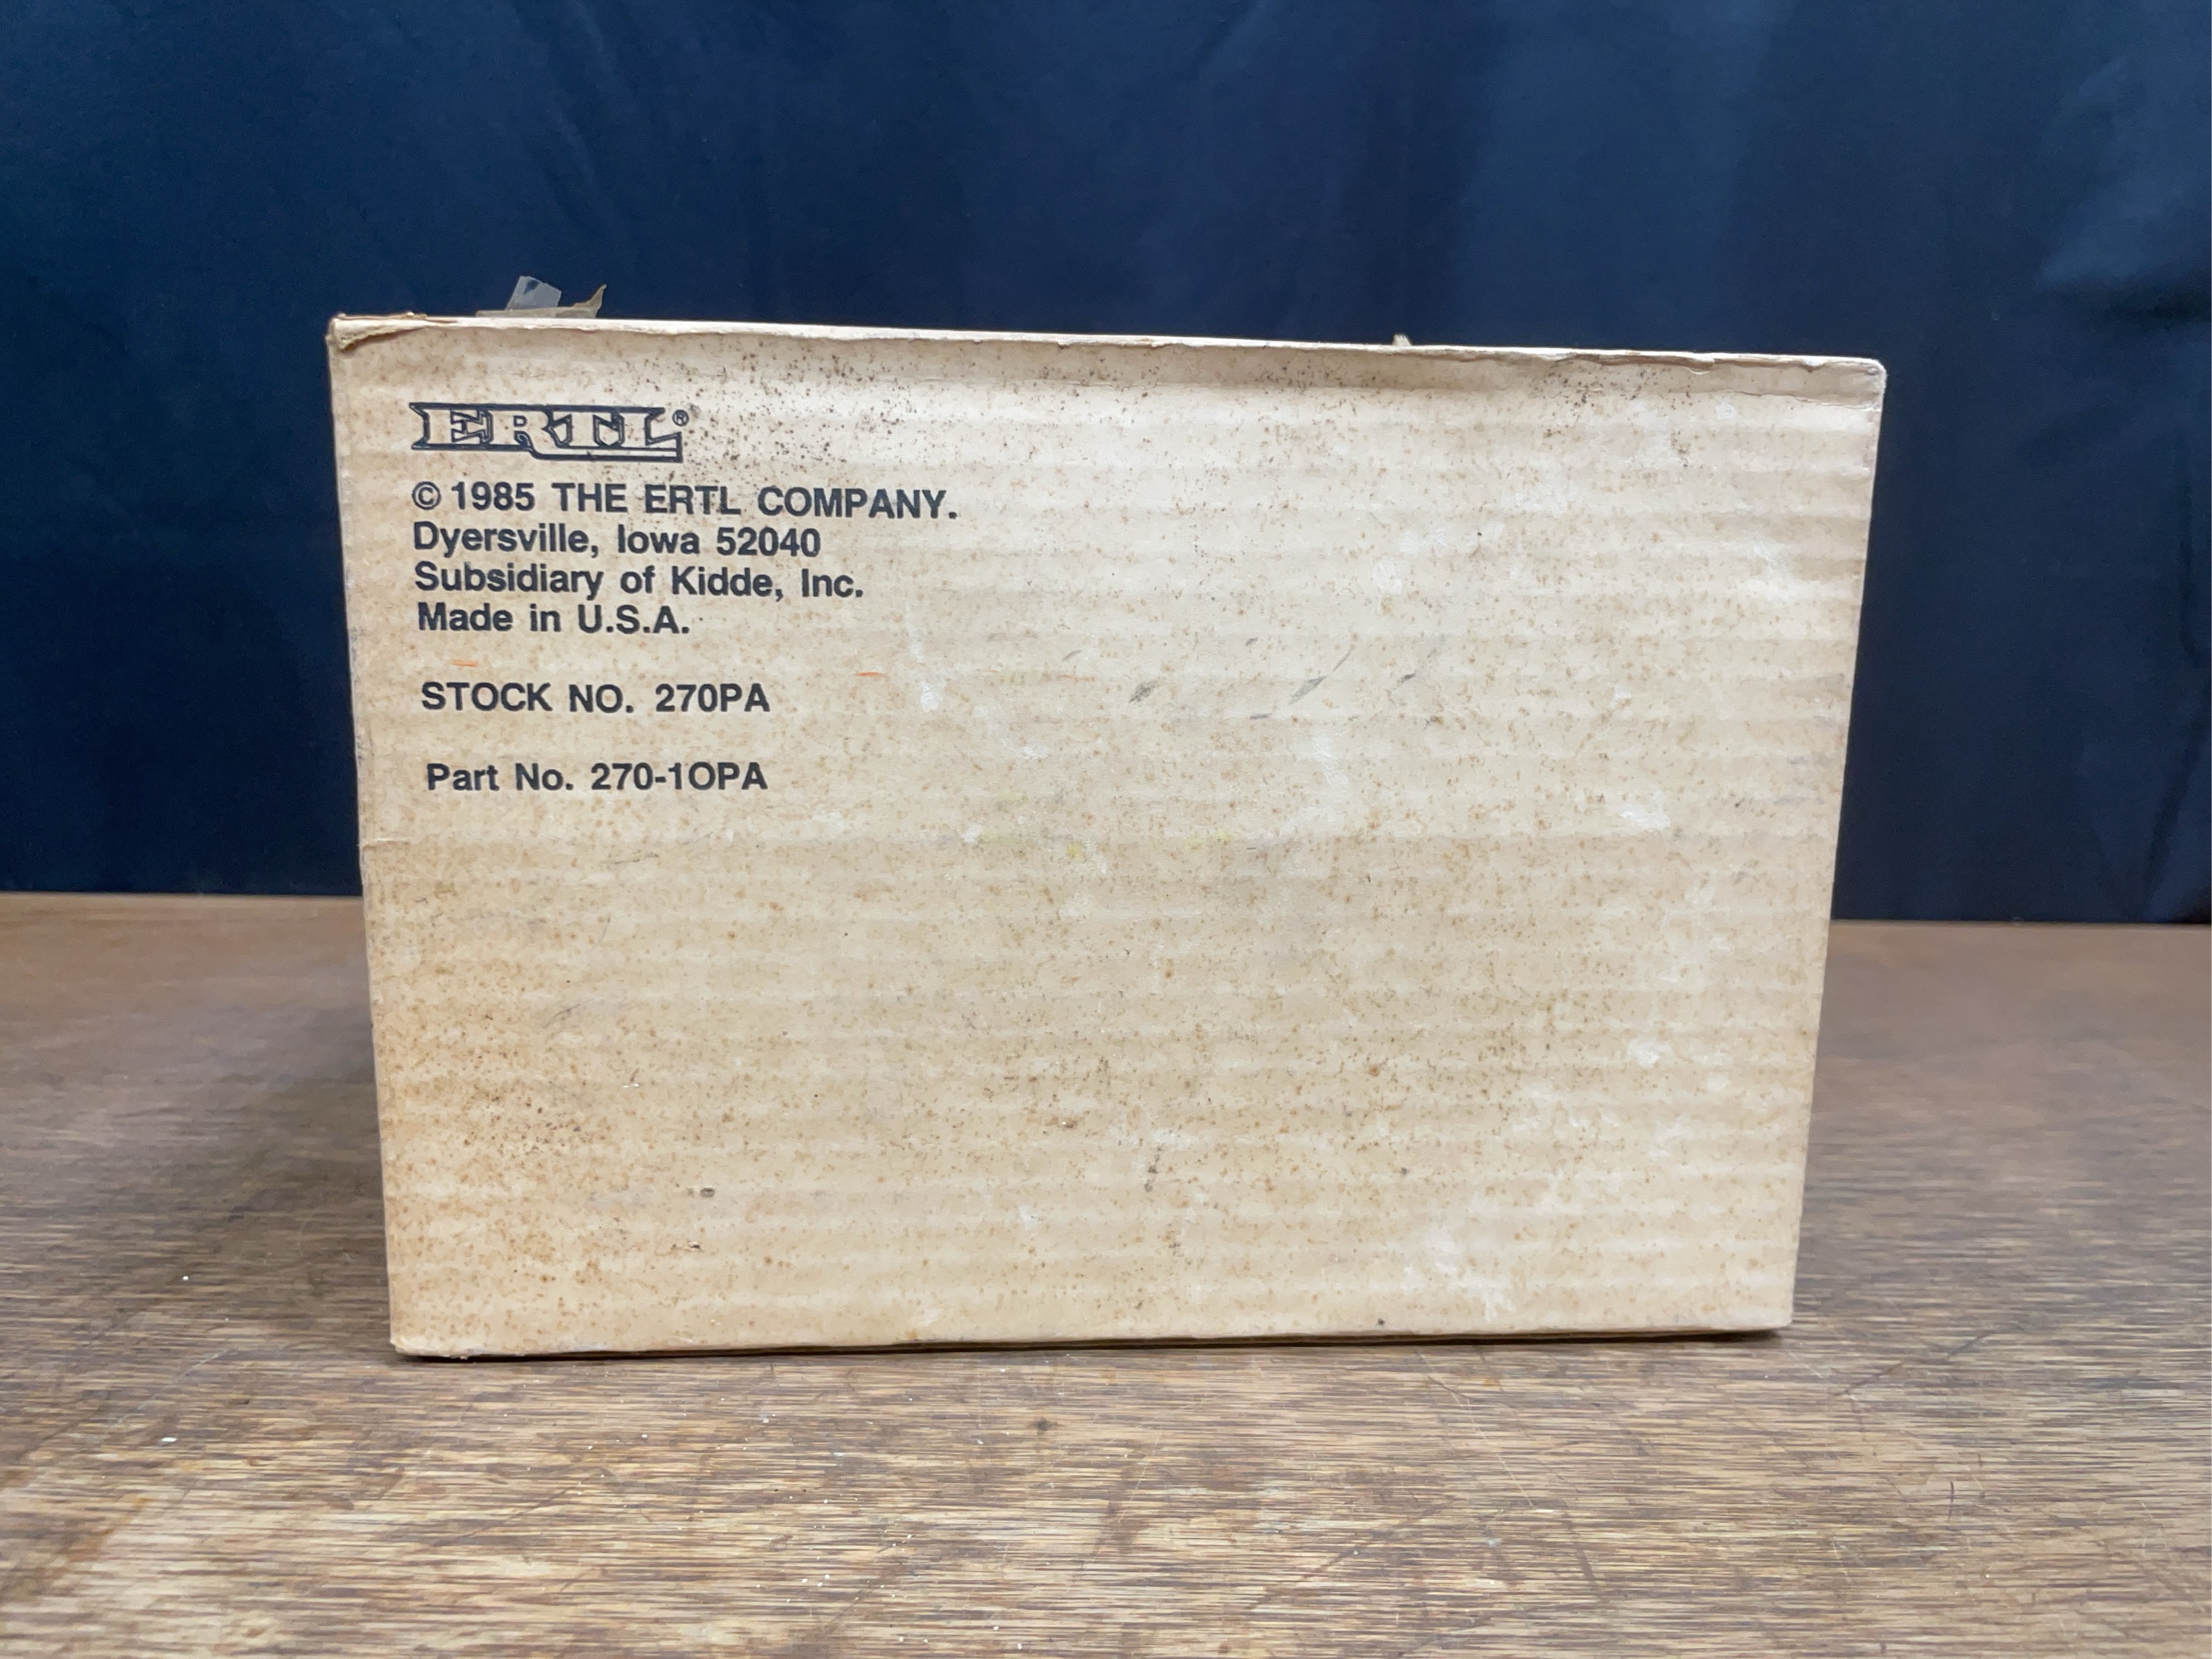 ERTL®
© 1985 THE ERTL COMPANY.
Dyersville, Iowa 52040
Subsidiary of Kidde, Inc.
Made in U.S.A.
STOCK NO. 270PA
Part No. 270-1OPA